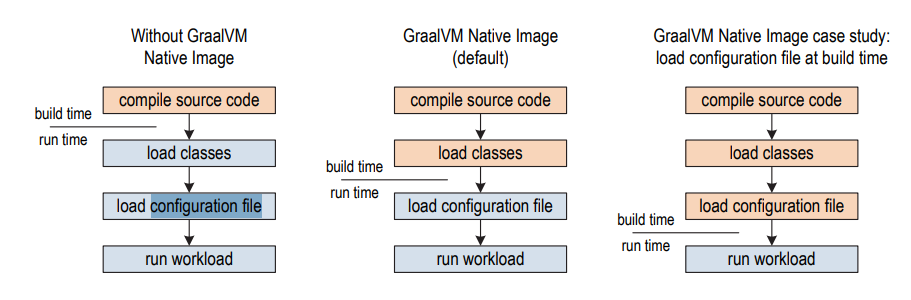 Without GraalVM
Native Image
build time
run time
compile source code
load classes
load configuration file
run workload
GraalVM Native Image
(default)
build time
run time
compile source code
load classes
load configuration file
run workload
GraalVM Native Image case study:
load configuration file at build time
build time
run time
compile source code
load classes
load configuration file
run workload